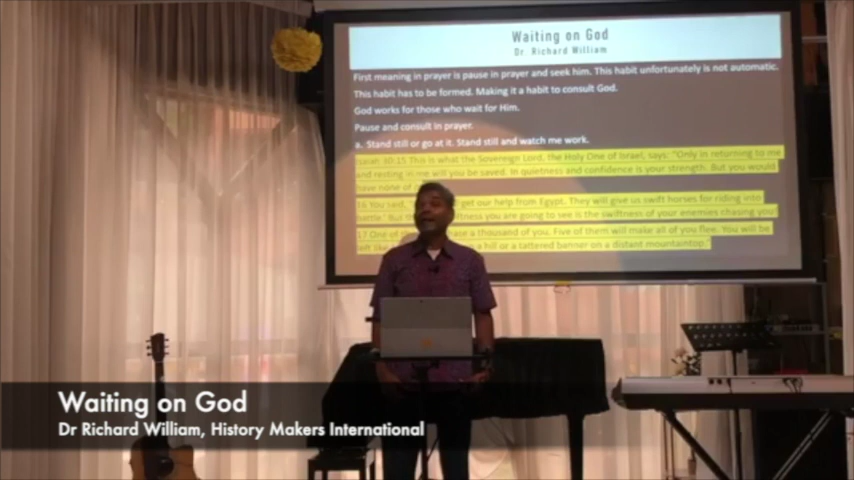 Waiting on God
Dr. Richard William
First meaning in prayer is pause in prayer and seek him. This habit unfortunately is not automatic.
This habit has to be formed. Making it a habit to consult God.
God works for those who wait for Him.
Pause and consult in prayer.
a. Stand still or go at it. Stand still and watch me work.
Isaiah 30:15 This is what the Sovereign Lord, the Holy One of Israel, says: "Only in returning to me
and resting in me will you be saved. In quietness and confidence is your strength. But you would
have none of
16 You said, get our help from Egypt. They will give us swift horses for riding into
battle.' But you are going to see is the swiftness of your enemies chasing you
17 One of a thousand of you. Five of them will make all of you flee. You will be
left like a hill or a tattered banner on a distant mountaintop."
Waiting on God
Dr Richard William, History Makers International